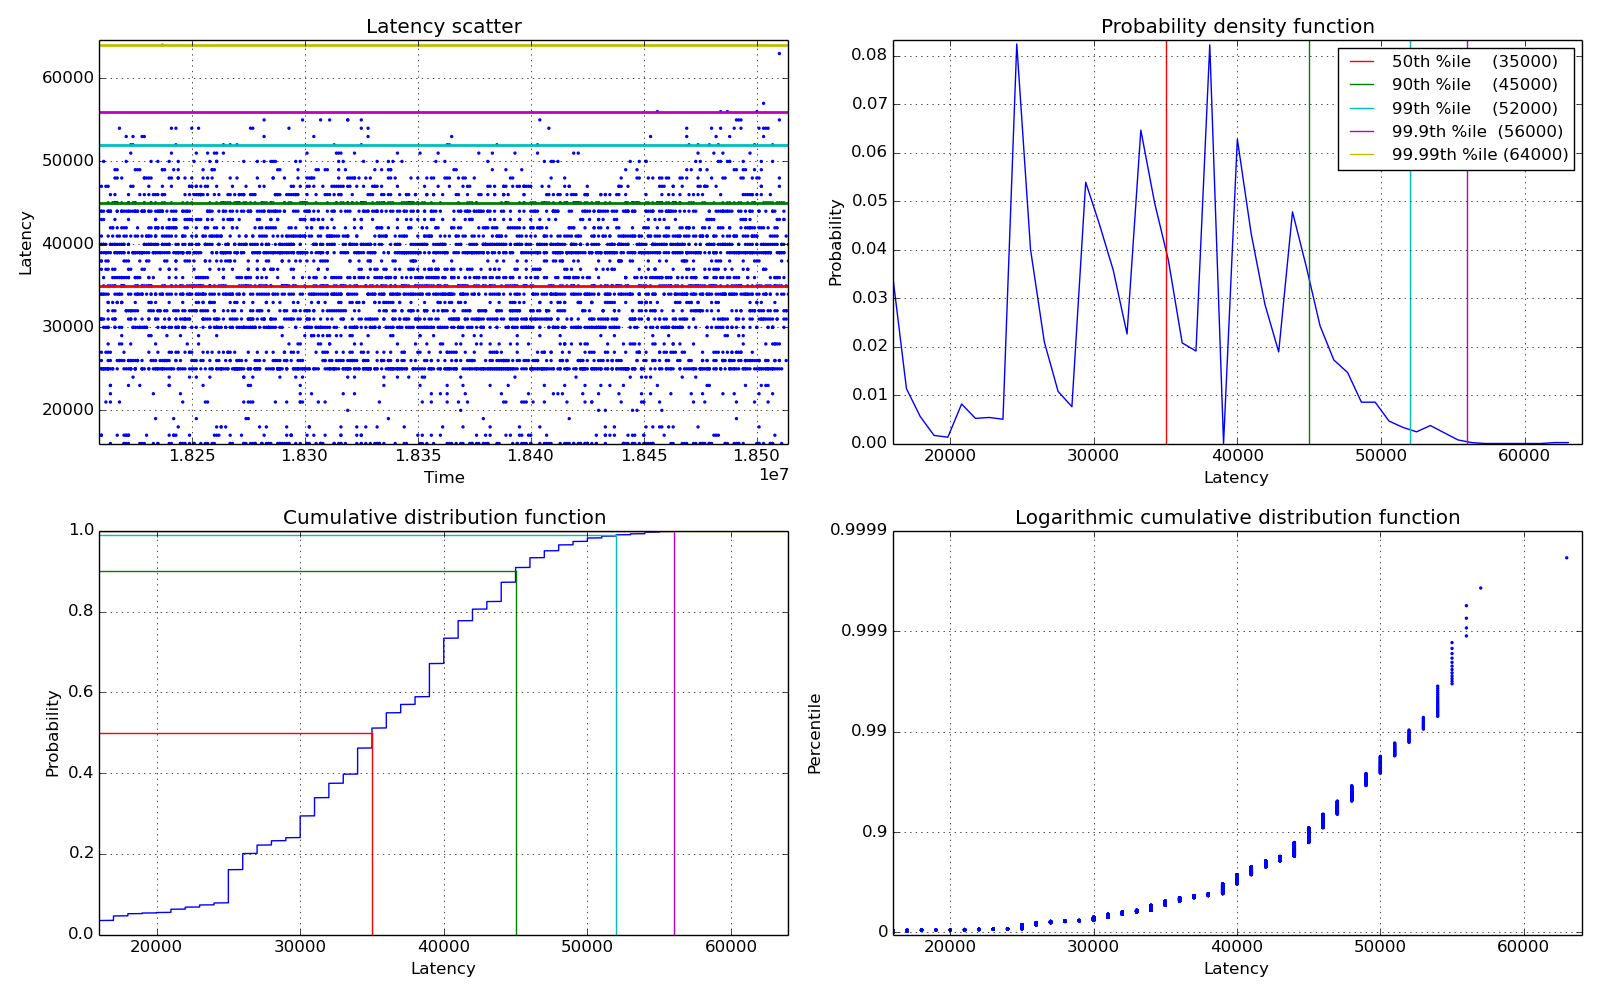 Latency scatter
60000
50000
40000
30000
20000
Latency
1.825 1.830 1.835 1.840 1.845 1.850
1e7
Time
Probability density function
0.08
0.07
0.06
0.05
0.04
0.03
0.02
0.01
0.00
Probability
50th %ile (35000)
90th %ile (45000)
99th %ile (52000)
99.9th %ile (56000)
99.99th %ile (64000)
20000 30000 40000 50000 60000
Latency
Cumulative distribution function
1.0
0.8
0.6
0.4
0.2
0.0
Probability
20000 30000 40000 50000 60000
Latency
Logarithmic cumulative distribution function
0.9999
0.999
0.99
0.9
0
Percentile
20000 30000 40000 50000 60000
Latency